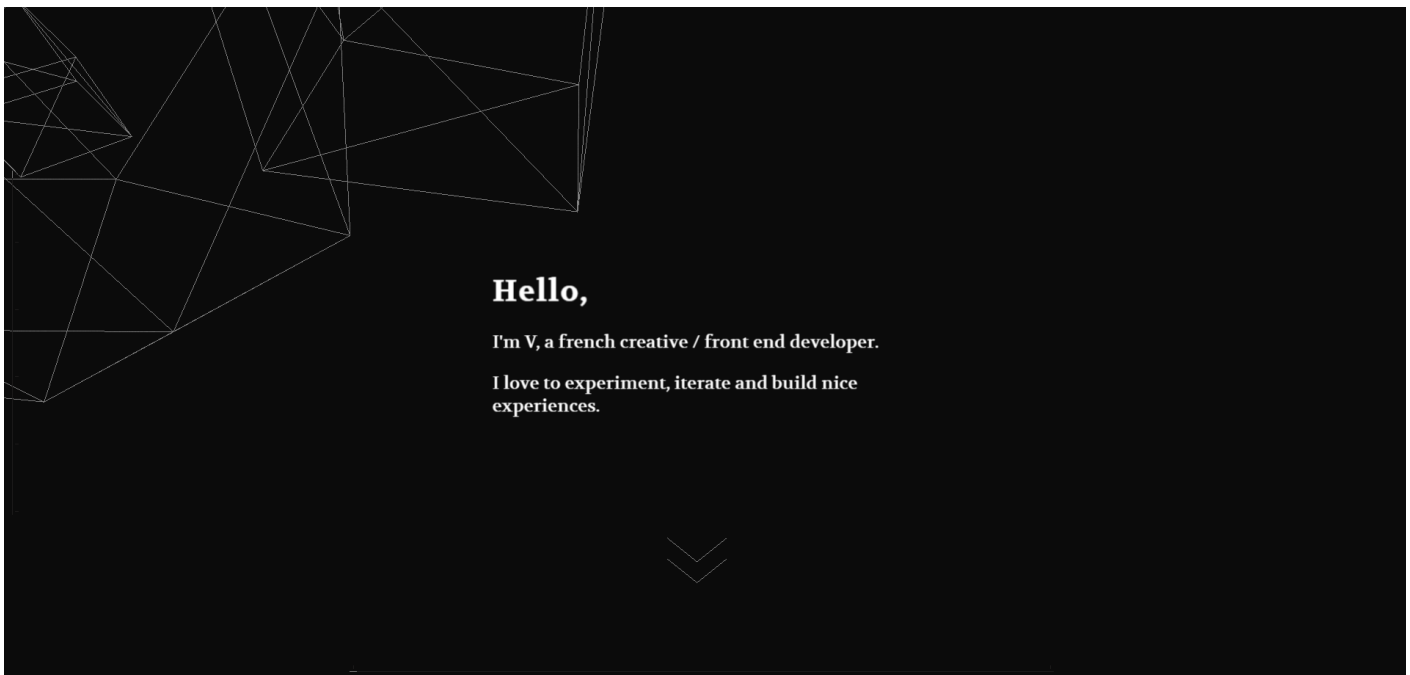 Hello,
I'm V, a french creative / front end developer.
I love to experiment, iterate and build nice
experiences.